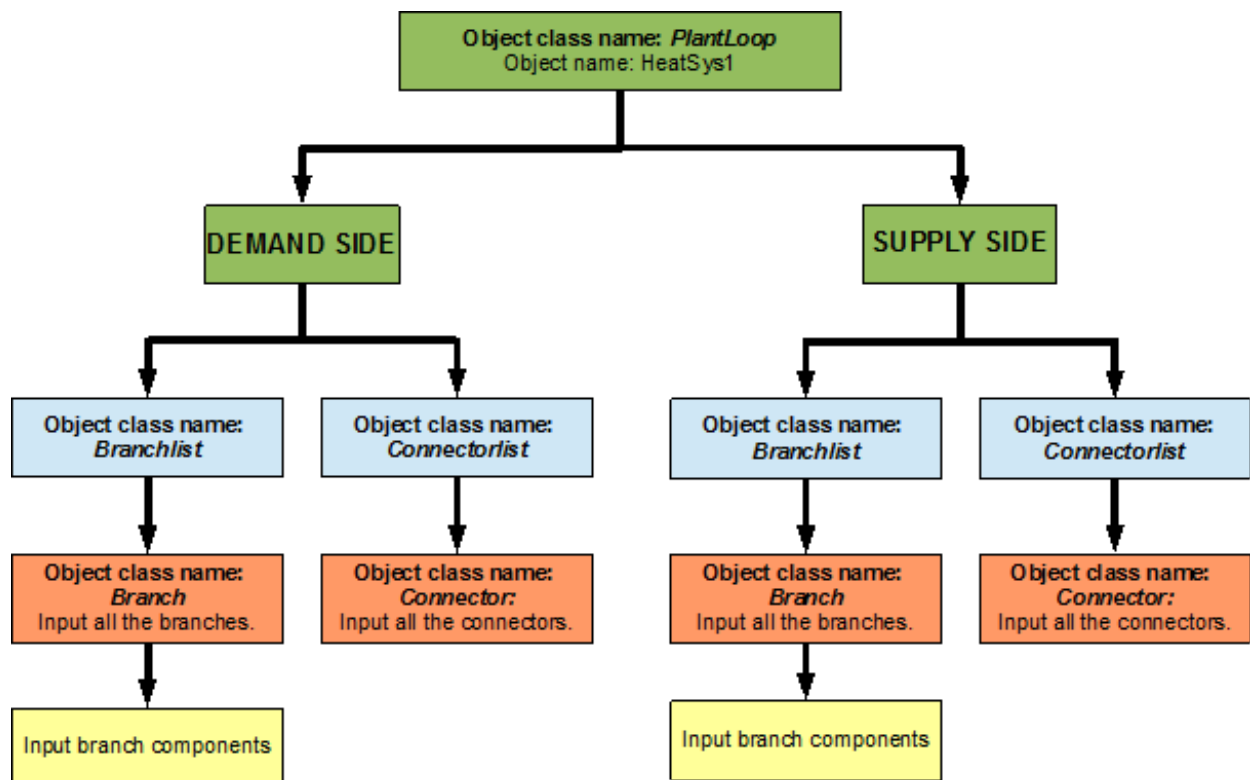 Object class name: PlantLoop
Object name: HeatSys1
DEMAND SIDE
SUPPLY SIDE
Object class name:
Branchlist
Object class name:
Connectorlist
Object class name:
Branchlist
Object class name:
Connectorlist
Object class name:
Branch
Input all the branches.
Object class name:
Connector:
Input all the connectors.
Object class name:
Branch
Input all the branches.
Object class name:
Connector:
Input all the connectors.
Input branch components
Input branch components